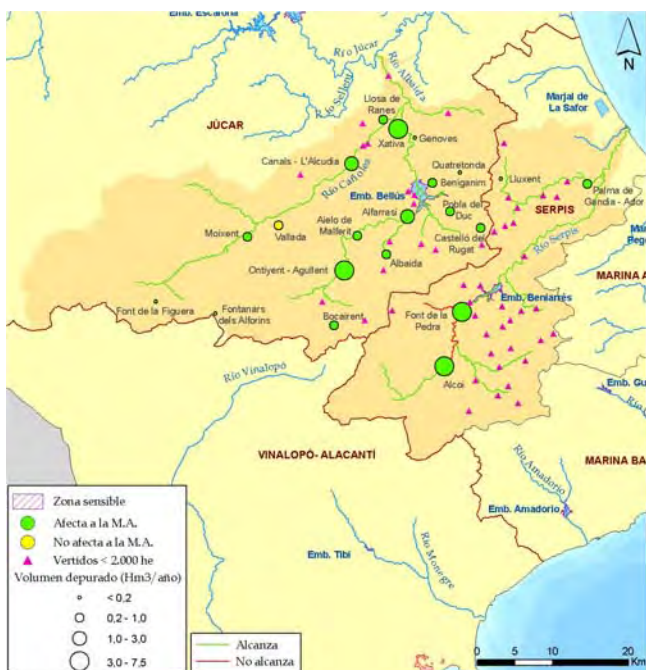 Emb. Escalona
Río Júcar
Río Albaida
Río Sellent
N
Marjal de
La Safor
JÚCAR
Llosa de
Ranes
Genoves
Xativa
Canals - L'Alcudia
Quatretonda
Lluxent
Río Cañoles
Emb. Bellús
Beniganim
Palma de
Gandia - Ador
Alfarrasi
Pobla del
Duc
SERPIS
Aielo de
Malferit
Moixent
Vallada
Castelló del
Rugat
Río Serpis
Albaida
Ontiyent - Agullent
MARINA A
Emb. Beniarrés
Font de la Figuera
Fontanars
dels Alforins
Bocairent
Font de la
Pedra
Río Vinalopó
Alcoi
Emb. Gu
VINALOPÓ- ALACANTÍ
MARINA BA
Río Amadorio
Emb. Amadorio
Emb. Tibi
Río Monegre
Zona sensible
Afecta a la M.A.
No afecta a la M.A.
Vertidos < 2.000 he
Volumen depurado (Hm3/año)
< 0,2
0,2 - 1,0
1,0 - 3,0
3,0 - 7,5
Alcanza
No alcanza
0 5 10 20
Km